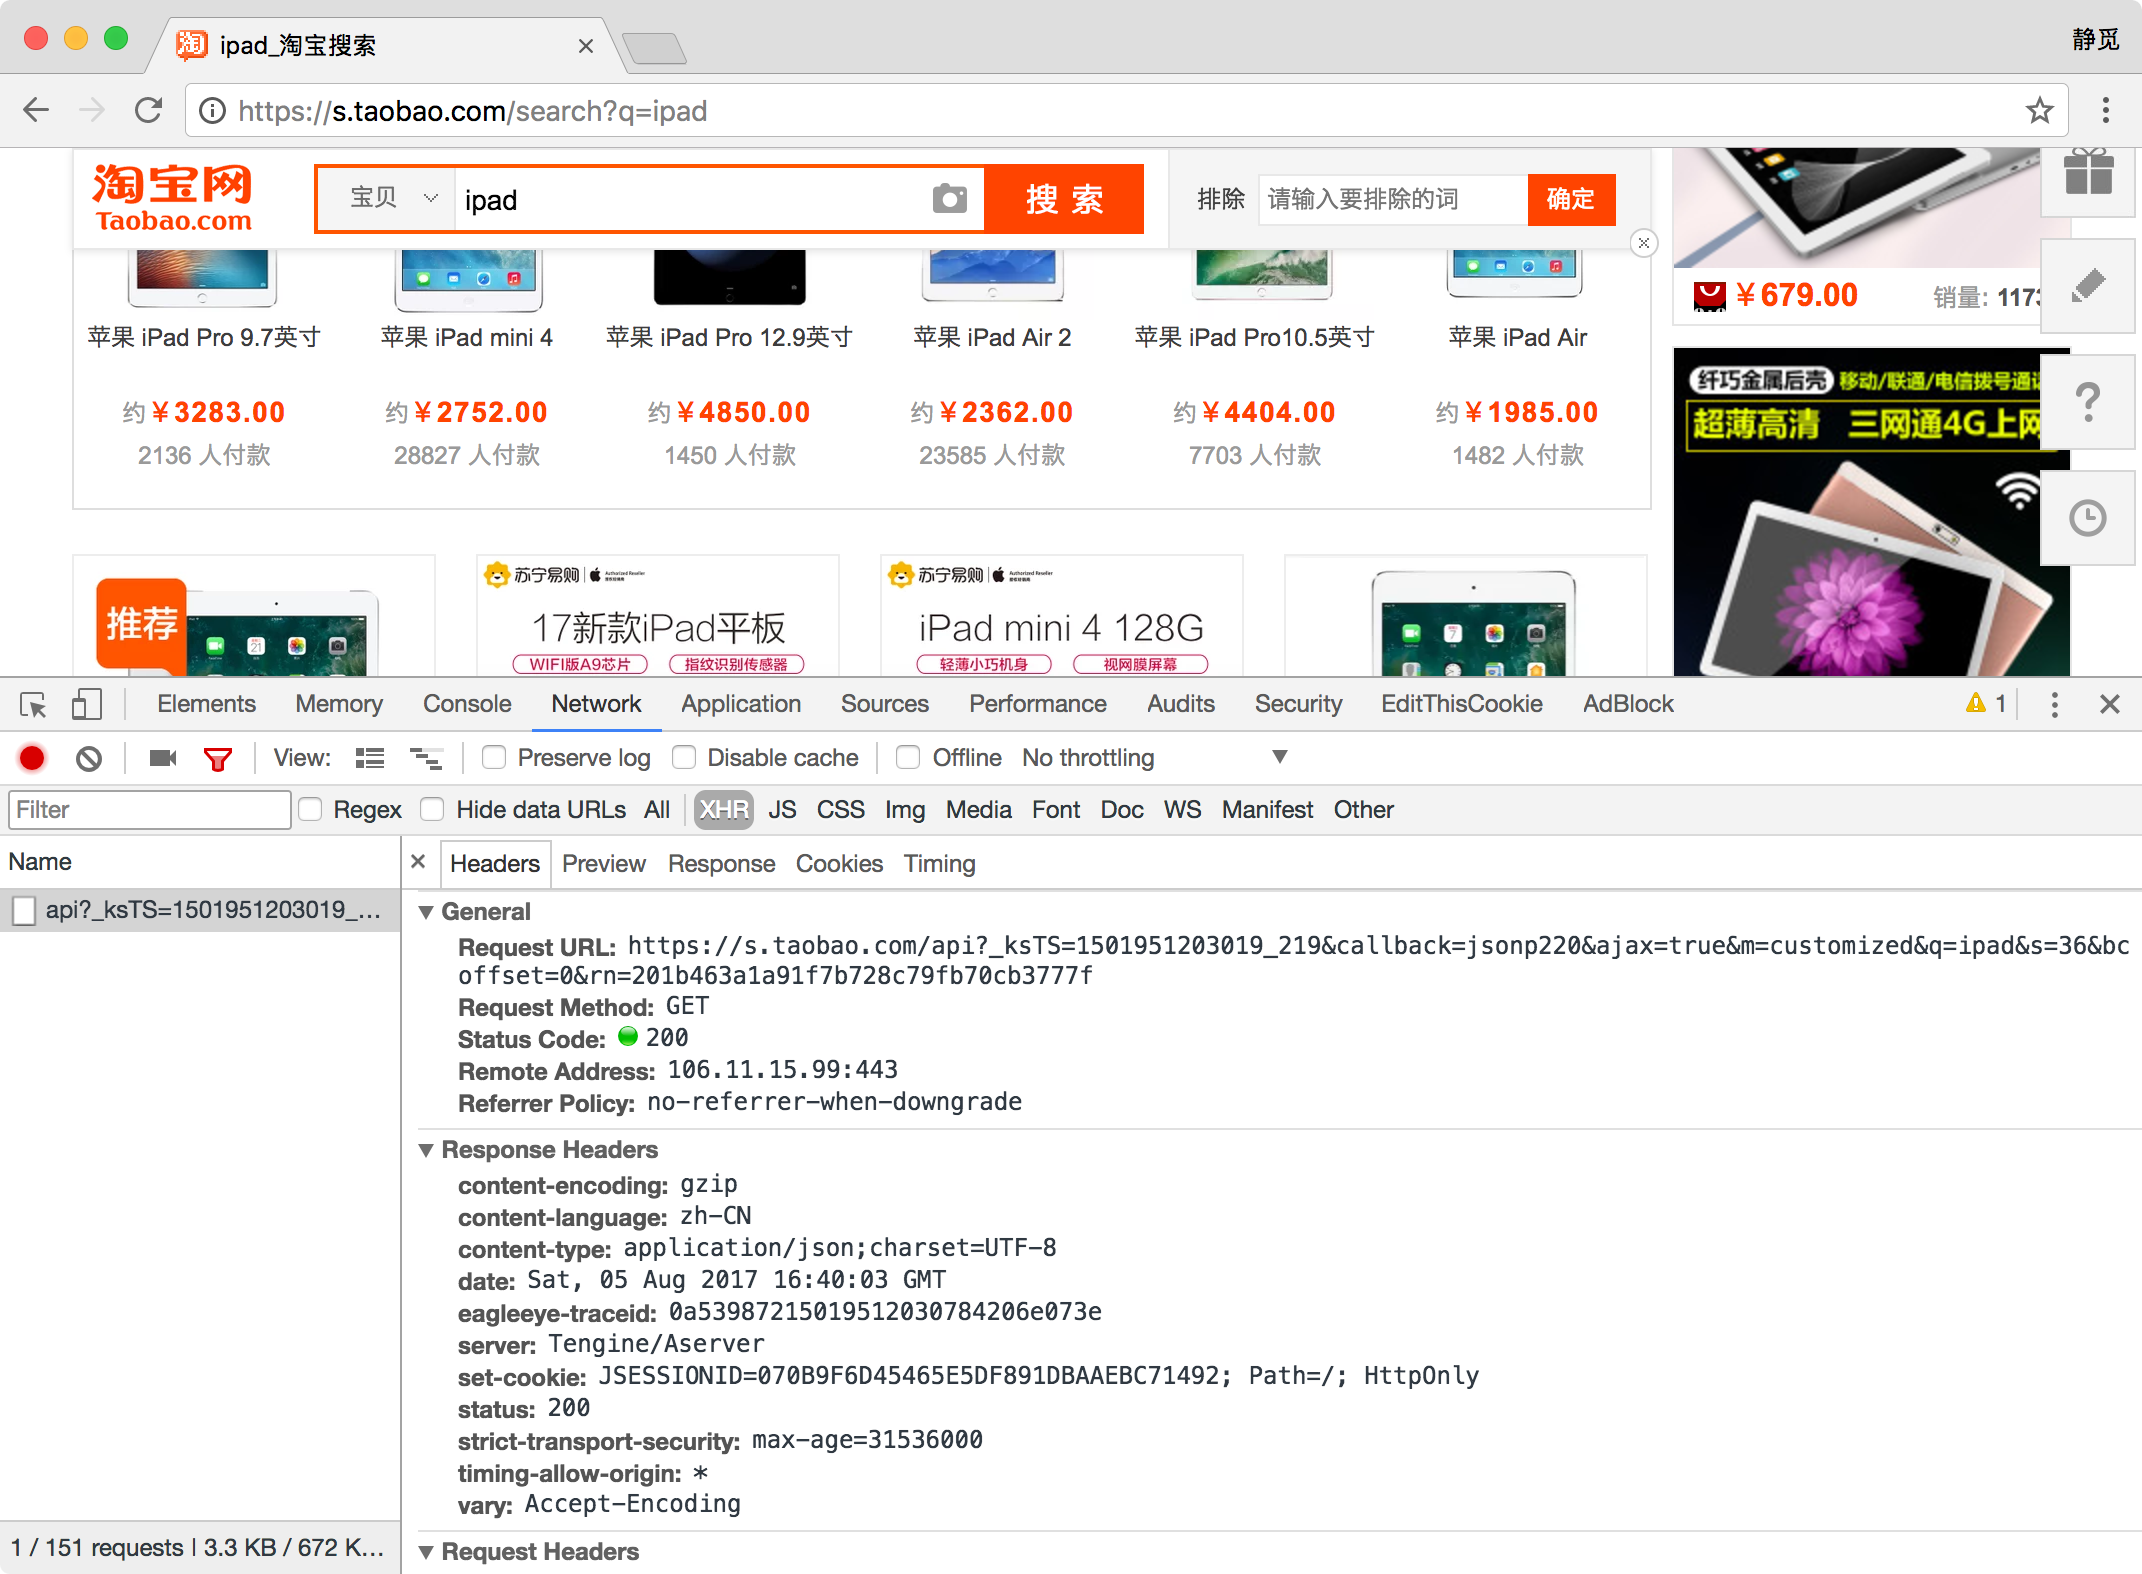 ipad_淘宝搜索
静觅
https://s.taobao.com/search?q=ipad
淘宝网
Taobao.com
宝贝
ipad
搜 索
排除
请输入要排除的词
确定
苹果 iPad Pro 9.7英寸
苹果 iPad mini 4
苹果 iPad Pro 12.9英寸
苹果 iPad Air 2
苹果 iPad Pro10.5英寸
苹果 iPad Air
约¥3283.00
约¥2752.00
约¥4850.00
约¥2362.00
约¥4404.00
约¥1985.00
2136 人付款
28827 人付款
1450 人付款
23585 人付款
7703 人付款
1482 人付款
¥679.00
销量: 1173
纤巧金属后壳 移动/联通/电信拨号通话
超薄高清 三网通4G上网
推荐
苏宁易购 Authorized Reseller
17新款iPad平板
WIFI版A9芯片 指纹识别传感器
苏宁易购 Authorized Reseller
iPad mini 4 128G
轻薄小巧机身 视网膜屏幕
Elements Memory Console Network Application Sources Performance Audits Security EditThisCookie AdBlock 1
View: Preserve log Disable cache Offline No throttling
Filter Regex Hide data URLs All XHR JS CSS Img Media Font Doc WS Manifest Other
Name
api?_ksTS=1501951203019_...
1 / 151 requests | 3.3 KB / 672 K...
Headers Preview Response Cookies Timing
General
Request URL: https://s.taobao.com/api?_ksTS=1501951203019_219&callback=jsonp220&ajax=true&m=customized&q=ipad&s=36&bc
offset=0&rn=201b463a1a91f7b728c79fb70cb3777f
Request Method: GET
Status Code: 200
Remote Address: 106.11.15.99:443
Referrer Policy: no-referrer-when-downgrade
Response Headers
content-encoding: gzip
content-language: zh-CN
content-type: application/json;charset=UTF-8
date: Sat, 05 Aug 2017 16:40:03 GMT
eagleeye-traceid: 0a53987215019512030784206e073e
server: Tengine/Aserver
set-cookie: JSESSIONID=070B9F6D45465E5DF891DBAAEBC71492; Path=/; HttpOnly
status: 200
strict-transport-security: max-age=31536000
timing-allow-origin: *
vary: Accept-Encoding
Request Headers